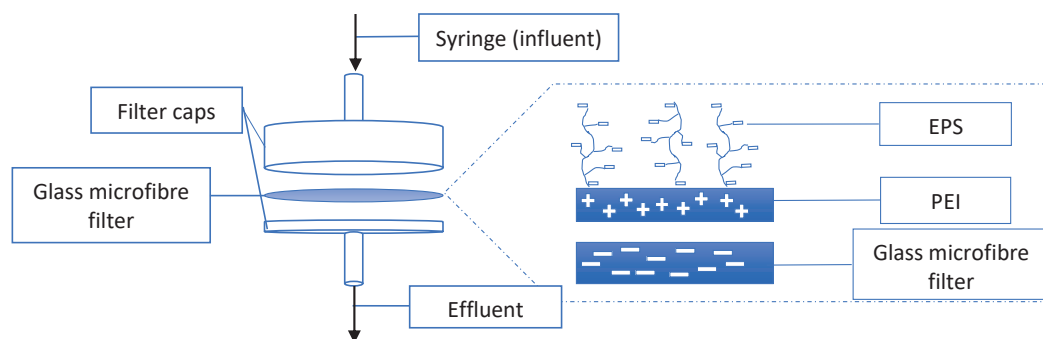 Syringe (influent)
Filter caps
Glass microfibre
filter
Effluent
EPS
PEI
Glass microfibre
filter